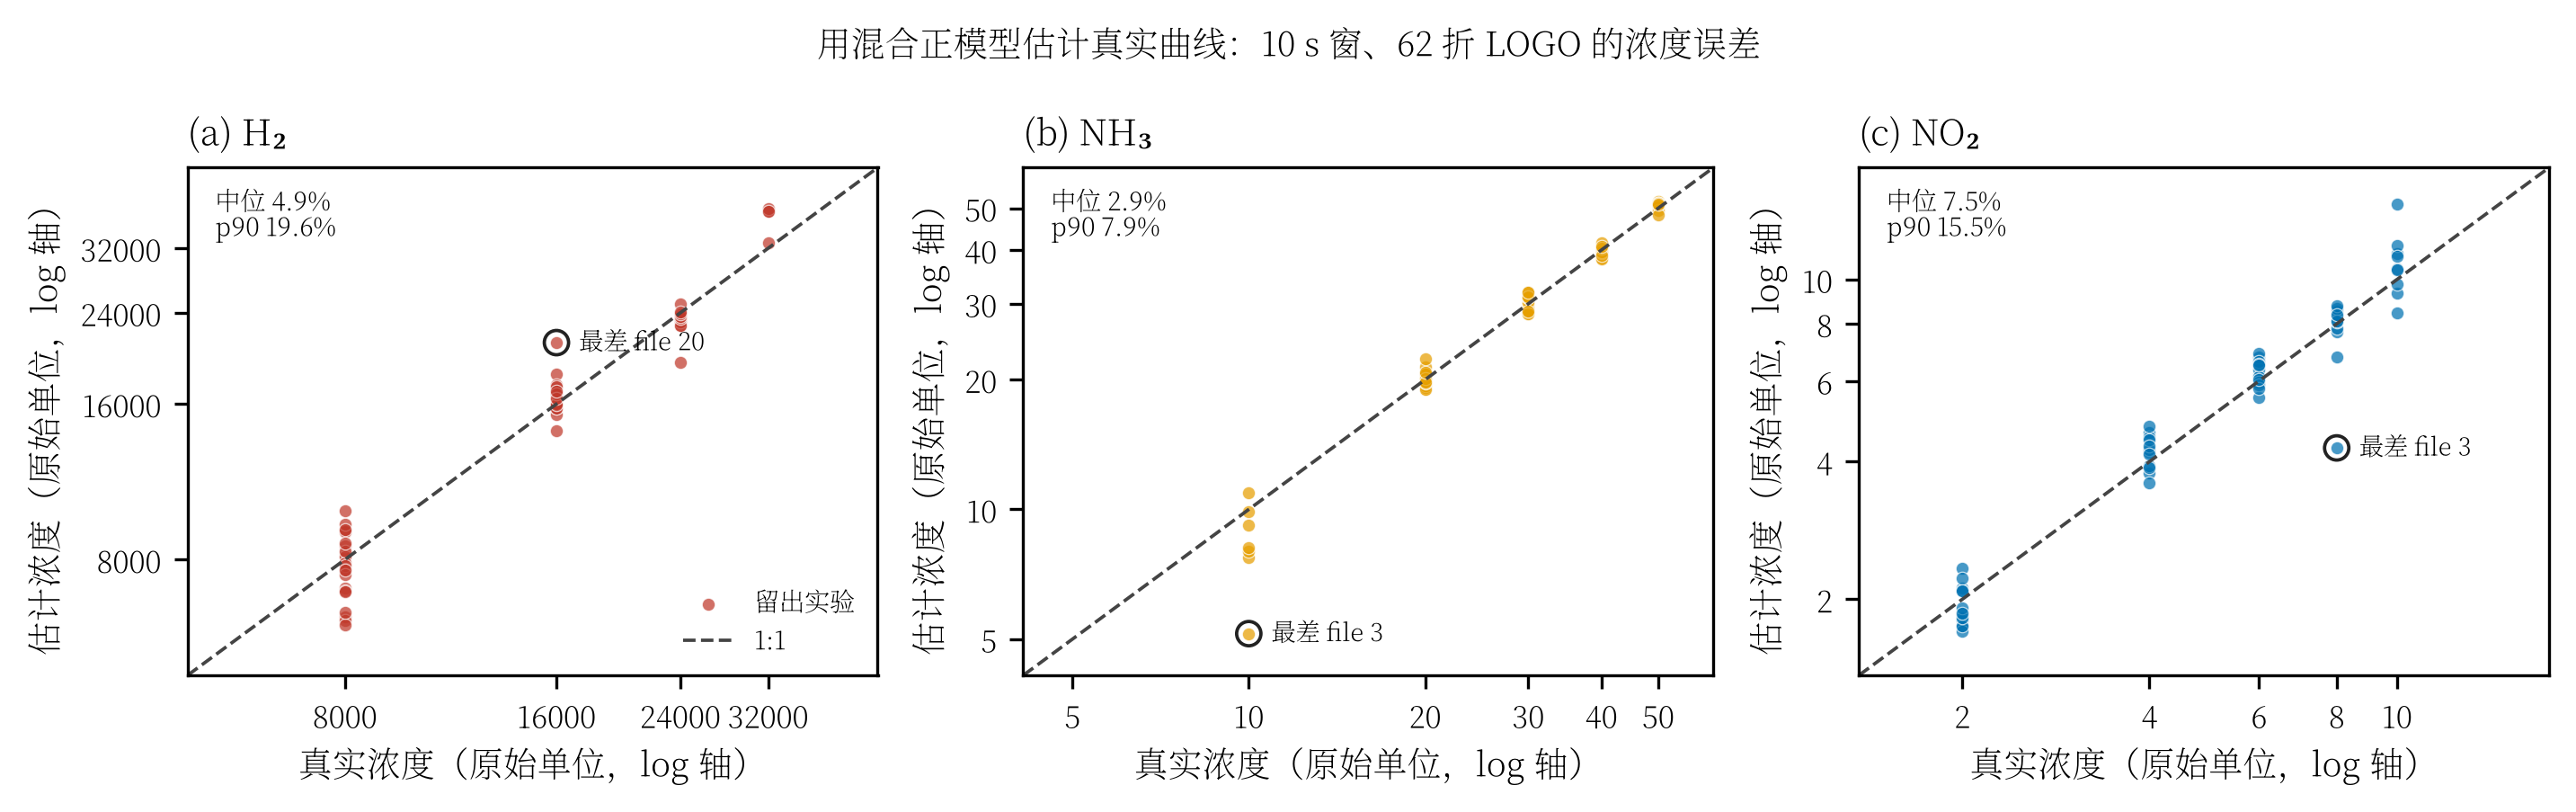 用混合正模型估计真实曲线：10 s 窗、62 折 LOGO 的浓度误差
(a) H₂
中位 4.9%
p90 19.6%
32000
24000
16000
8000
最差 file 20
留出实验
1:1
8000
16000
24000
32000
估计浓度（原始单位，log 轴）
真实浓度（原始单位，log 轴）
(b) NH₃
中位 2.9%
p90 7.9%
50
40
30
20
10
5
最差 file 3
5
10
20
30
40
50
估计浓度（原始单位，log 轴）
真实浓度（原始单位，log 轴）
(c) NO₂
中位 7.5%
p90 15.5%
10
8
6
4
2
最差 file 3
2
4
6
8
10
估计浓度（原始单位，log 轴）
真实浓度（原始单位，log 轴）